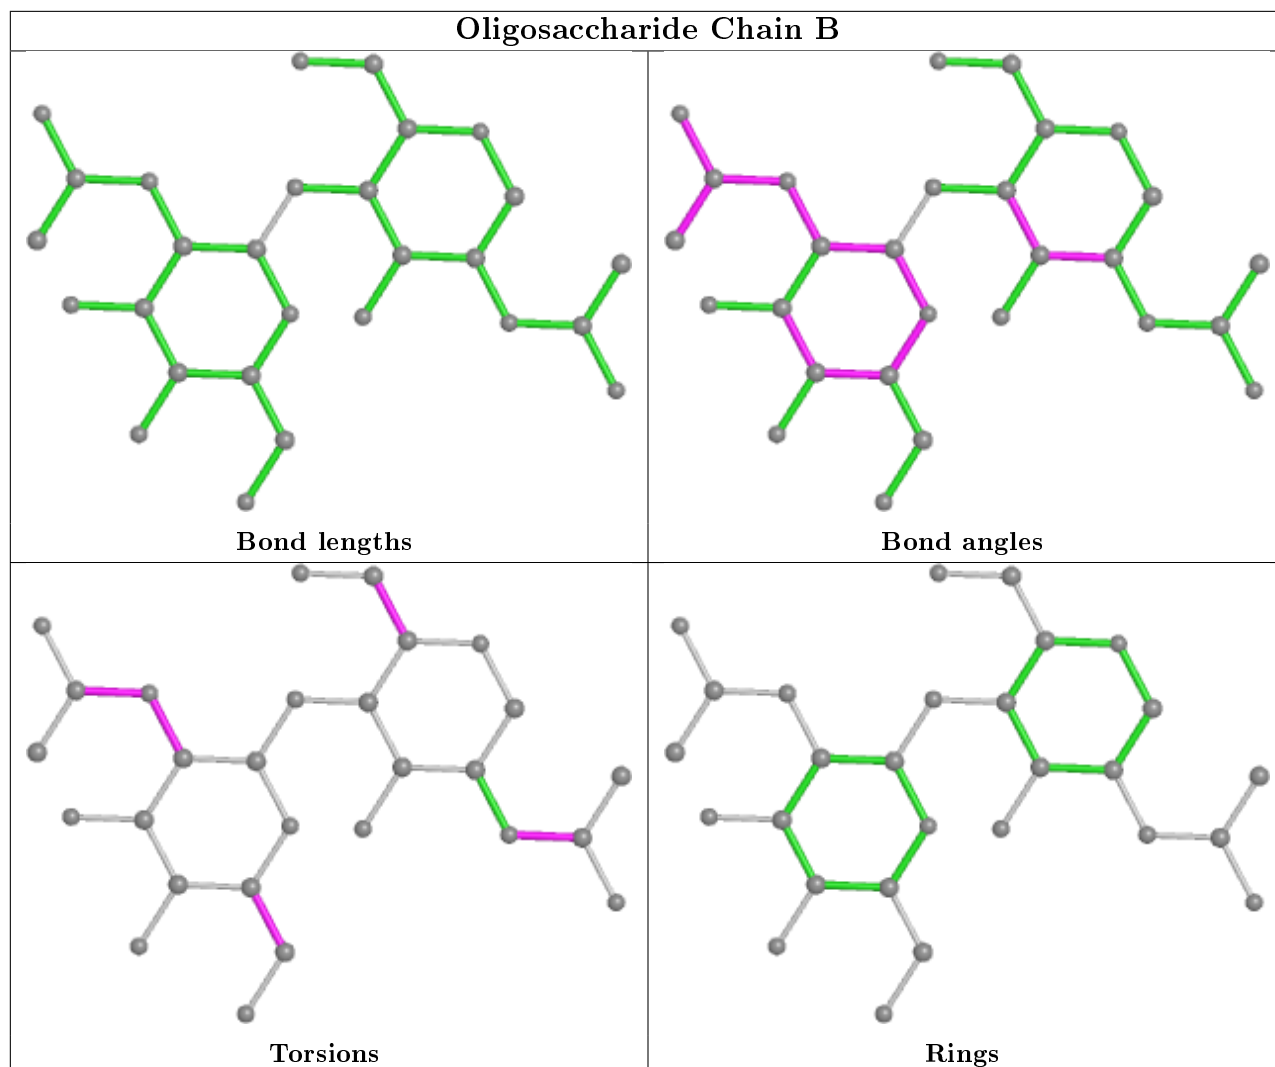 Oligosaccharide Chain B
Bond lengths
Bond angles
Torsions
Rings